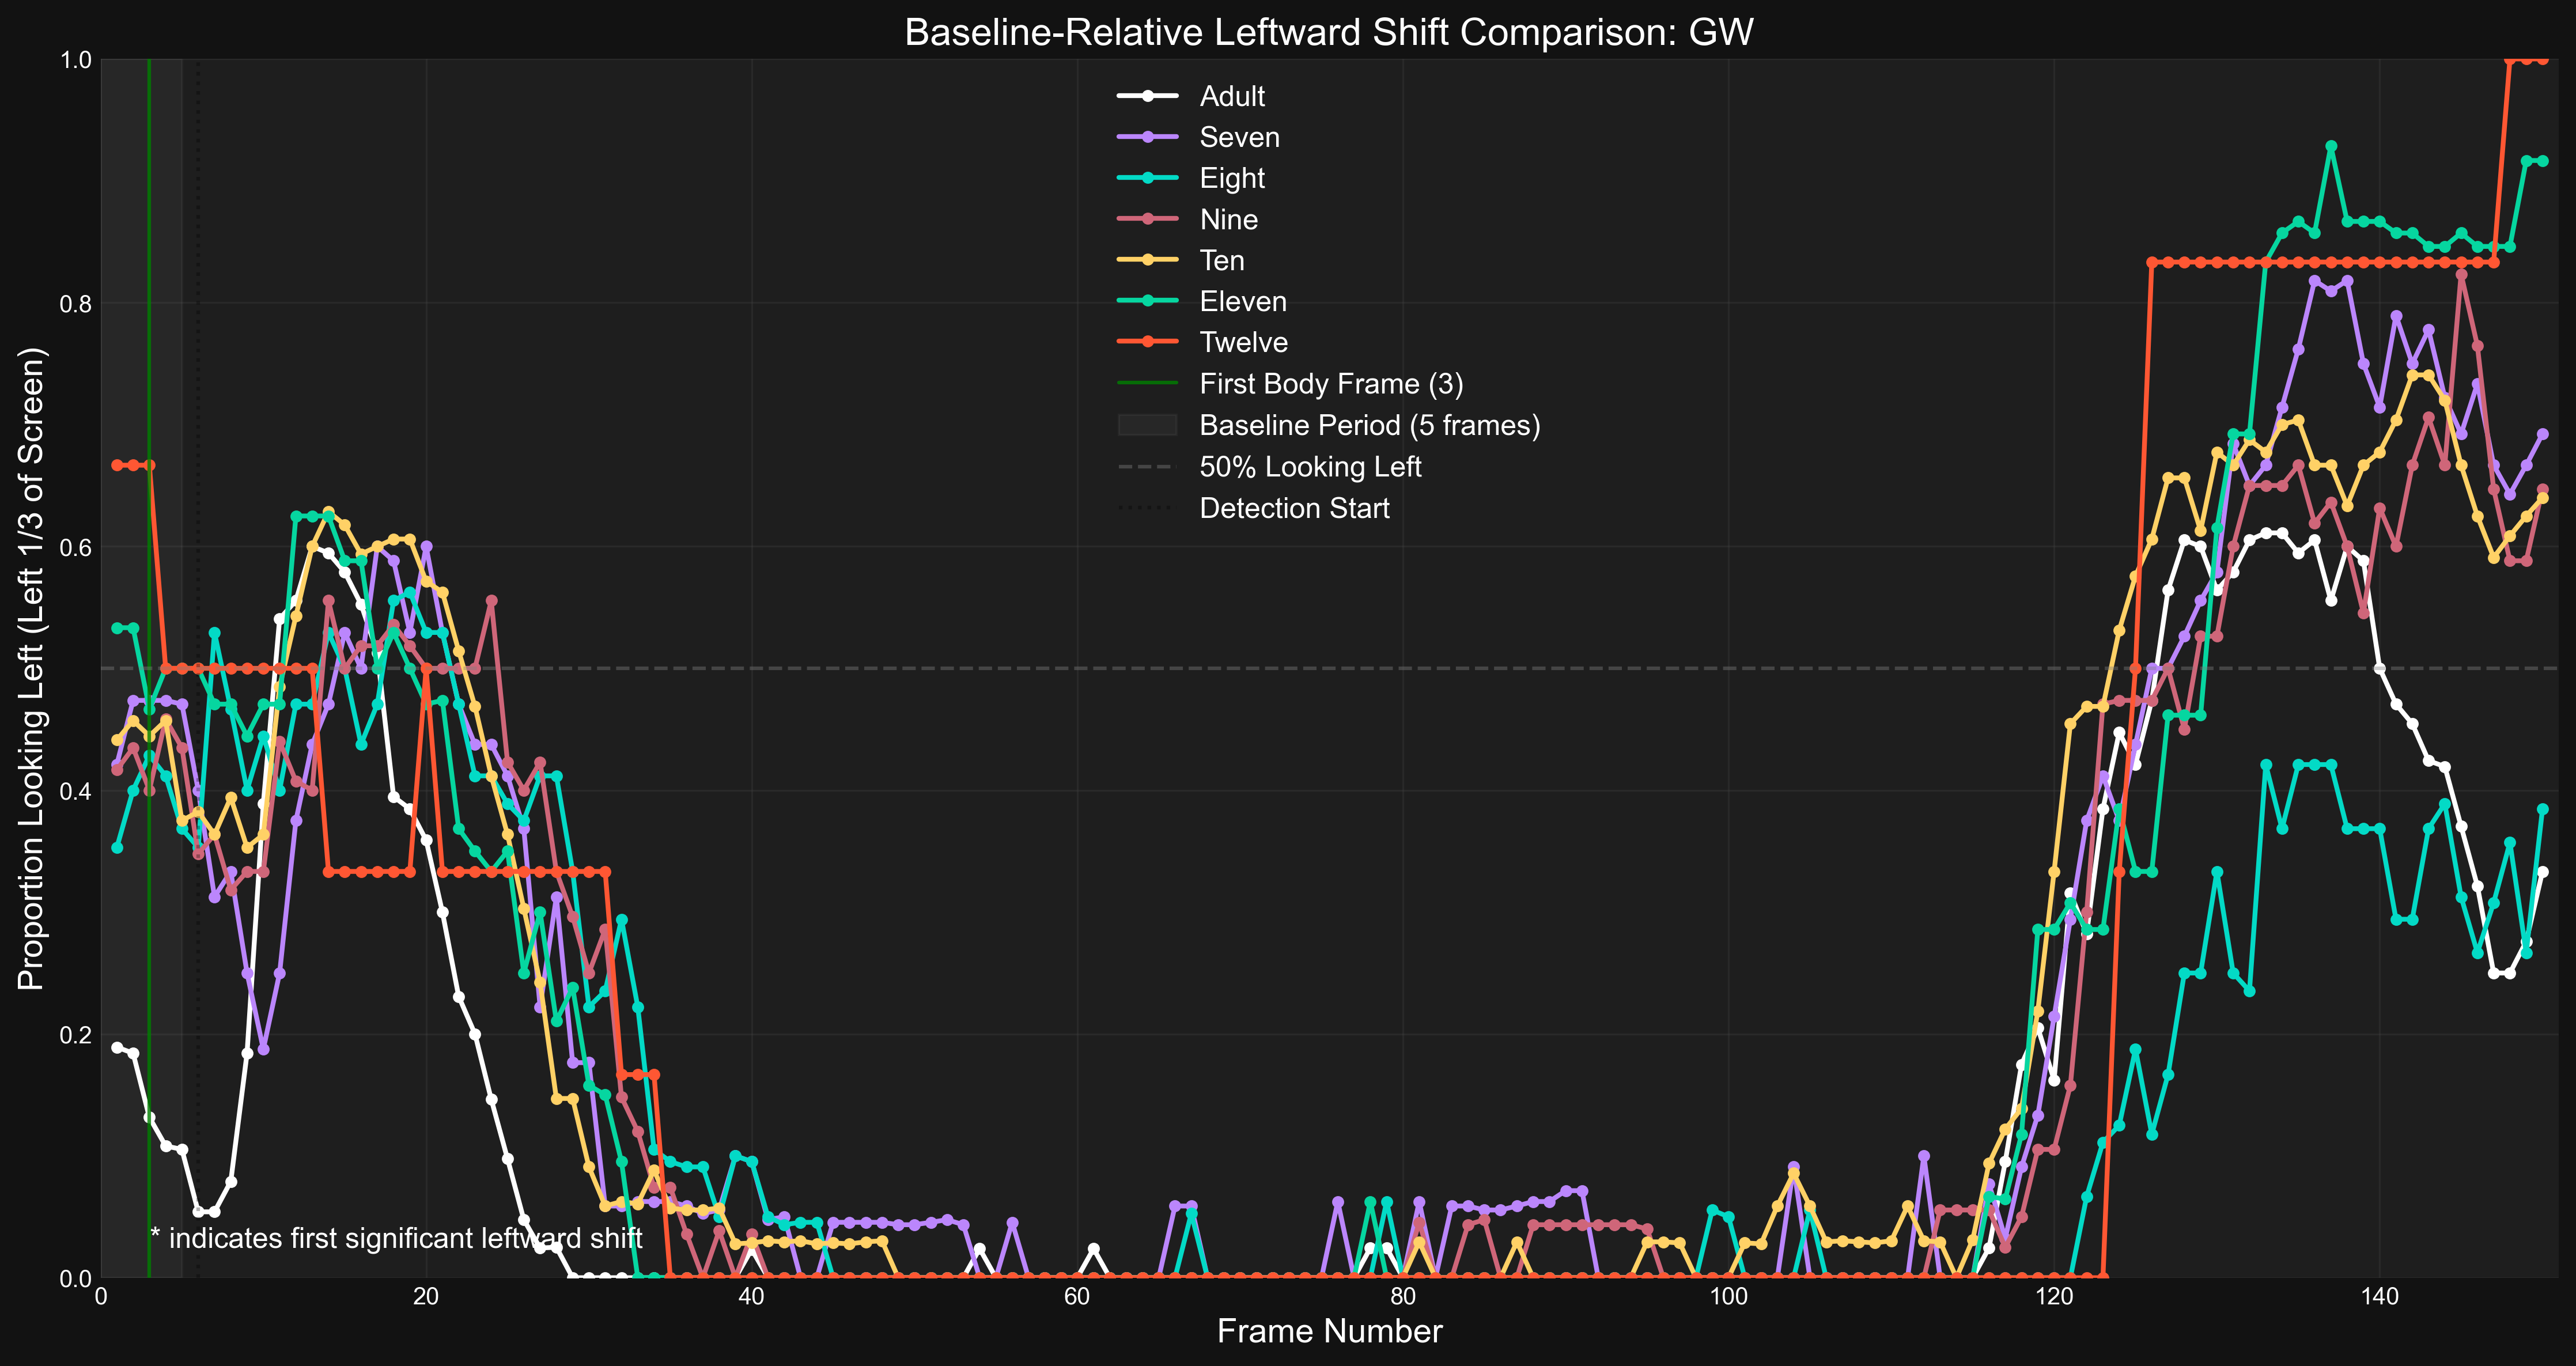 Baseline-Relative Leftward Shift Comparison: GW
Proportion Looking Left (Left 1/3 of Screen)
1.0
0.8
0.6
0.4
0.2
0.0
Adult
Seven
Eight
Nine
Ten
Eleven
Twelve
First Body Frame (3)
Baseline Period (5 frames)
50% Looking Left
Detection Start
* indicates first significant leftward shift
0 20 40 60 80 100 120 140
Frame Number